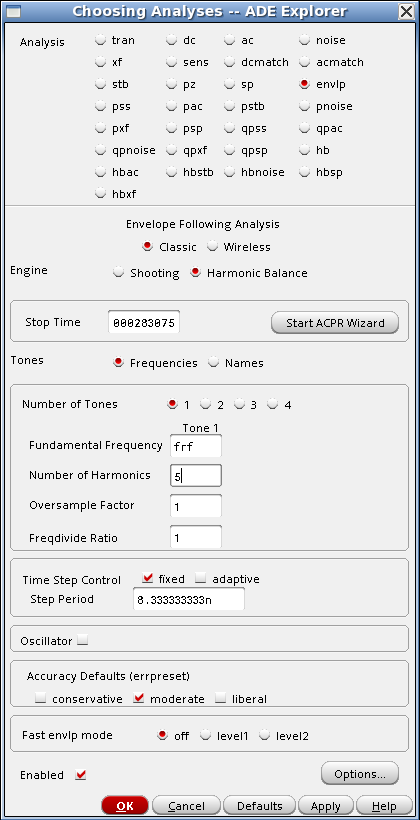 Choosing Analyses -- ADE Explorer
Analysis tran dc ac noise
xf sens dcmatch acmatch
stb pz sp envlp
pss pac pstb pnoise
pxf psp qpss qpac
qpnoise qpxf qpsp hb
hbac hbstb hbnoise hbsp
hbxf
Envelope Following Analysis
Classic Wireless
Engine Shooting Harmonic Balance
Stop Time 000283075 Start ACPR Wizard
Tones Frequencies Names
Number of Tones 1 2 3 4
Tone 1
Fundamental Frequency frf
Number of Harmonics 5
Oversample Factor 1
Freqdivide Ratio 1
Time Step Control fixed adaptive
Step Period 8.333333333n
Oscillator
Accuracy Defaults (errpreset)
conservative moderate liberal
Fast envlp mode off level1 level2
Enabled Options...
OK Cancel Defaults Apply Help